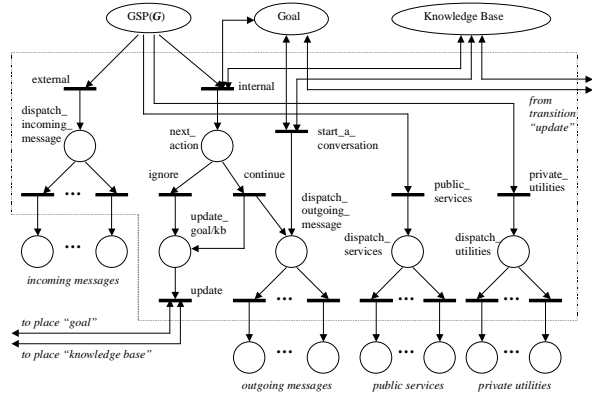 GSP(G)
Goal
Knowledge Base
external
internal
from
transition
"update"
dispatch_
incoming_
message
next_
action
start_a_
conversation
ignore
continue
public_
services
private_
utilities
update_
goal/kb
dispatch_
outgoing_
message
dispatch_
services
dispatch_
utilities
...
...
incoming messages
update
...
...
...
to place "goal"
to place "knowledge base"
...
...
...
outgoing messages
public services
private utilities